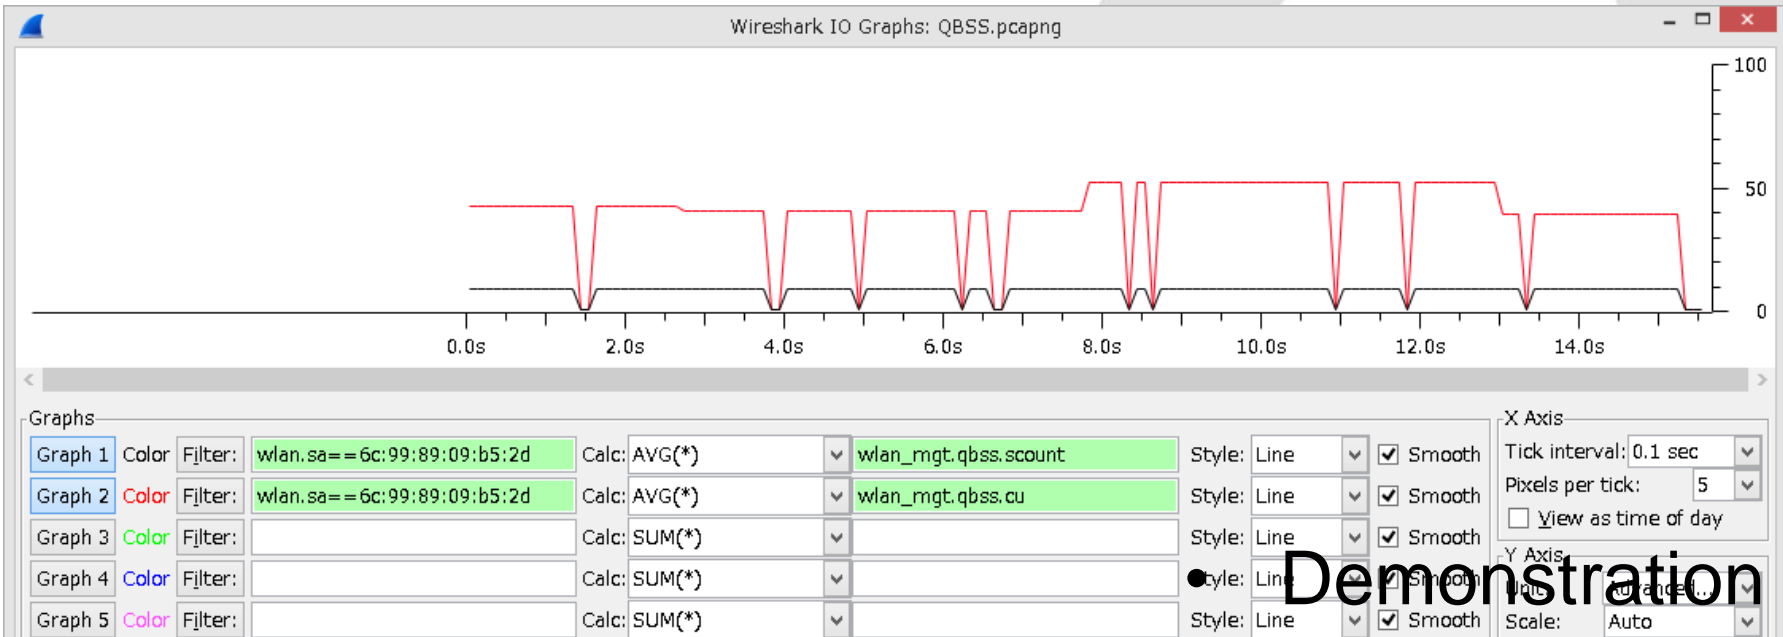 Wireshark IO Graphs: QBSS.pcapng
100
50
0
0.0s 2.0s 4.0s 6.0s 8.0s 10.0s 12.0s 14.0s
Graphs
Graph 1 Color Filter: wlan.sa==6c:99:89:09:b5:2d Calc: AVG(*) wlan_mgt.qbss.scount Style: Line Smooth
Graph 2 Color Filter: wlan.sa==6c:99:89:09:b5:2d Calc: AVG(*) wlan_mgt.qbss.cu Style: Line Smooth
Graph 3 Color Filter: Calc: SUM(*) Style: Line Smooth
Graph 4 Color Filter: Calc: SUM(*) Style: Line Smooth
Graph 5 Color Filter: Calc: SUM(*) Style: Line Smooth
X Axis
Tick interval: 0.1 sec
Pixels per tick: 5
View as time of day
Y Axis
Unit: Advanced...
Scale: Auto
• Demonstration